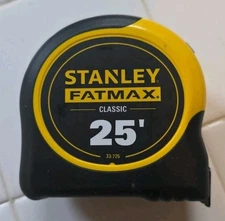 STANLEY
FATMAX.
CLASSIC
25'
33-725